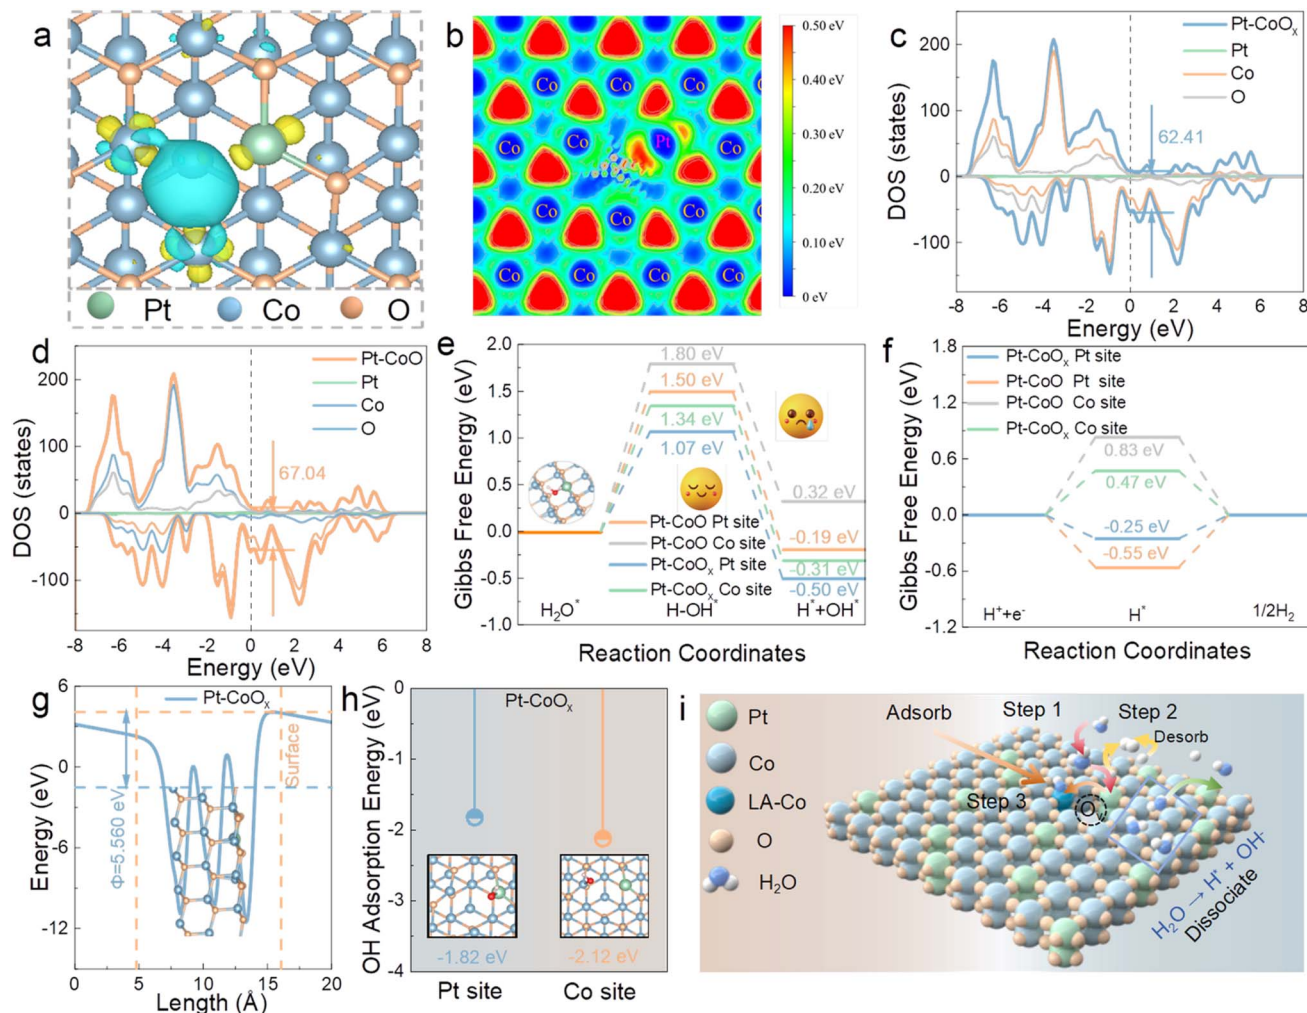 a
Pt Co O
b
Co Co Co Co
Co Co Pt Co
Co Co Co
Co Co Co Co
0.50 eV
0.40 eV
0.30 eV
0.20 eV
0.10 eV
0 eV
c
DOS (states)
200
100
0
-100
Pt-CoOₓ
Pt
Co
O
62.41
-8 -6 -4 -2 0 2 4 6 8
Energy (eV)
d
DOS (states)
200
100
0
-100
Pt-CoO
Pt
Co
O
67.04
-8 -6 -4 -2 0 2 4 6 8
Energy (eV)
e
Gibbs Free Energy (eV)
2.0
1.5
1.0
0.5
0.0
-0.5
-1.0
1.80 eV
1.50 eV
1.34 eV
1.07 eV
0.32 eV
-0.19 eV
-0.31 eV
-0.50 eV
Pt-CoO Pt site
Pt-CoO Co site
Pt-CoOₓ Pt site
Pt-CoOₓ Co site
H₂O* H-OH* H*+OH*
Reaction Coordinates
f
Gibbs Free Energy (eV)
1.8
1.2
0.6
0.0
-0.6
-1.2
Pt-CoOₓ Pt site
Pt-CoO Pt site
Pt-CoO Co site
Pt-CoOₓ Co site
0.83 eV
0.47 eV
-0.25 eV
-0.55 eV
H⁺+e⁻ H* 1/2H₂
Reaction Coordinates
g
Energy (eV)
6
0
-6
-12
Pt-CoOₓ
Φ=5.560 eV
Surface
0 5 10 15 20
Length (Å)
h
OH Adsorption Energy (eV)
0
-1
-2
-3
-4
Pt-CoOₓ
-1.82 eV
-2.12 eV
Pt site Co site
i
Pt
Co
LA-Co
O
H₂O
Adsorb
Step 1
Step 2
Desorb
Step 3
H₂O → H* + OH-
Dissociate